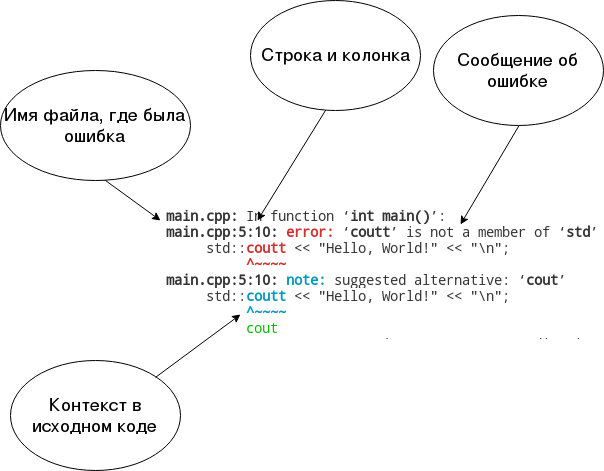 Строка и колонка
Сообщение об
ошибке
Имя файла, где была
ошибка
main.cpp: In function ‘int main()’:
main.cpp:5:10: error: ‘coutt’ is not a member of ‘std’
std::coutt << "Hello, World!" << "\n";
^~~~~
main.cpp:5:10: note: suggested alternative: ‘cout’
std::coutt << "Hello, World!" << "\n";
^~~~~
cout
Контекст в
исходном коде